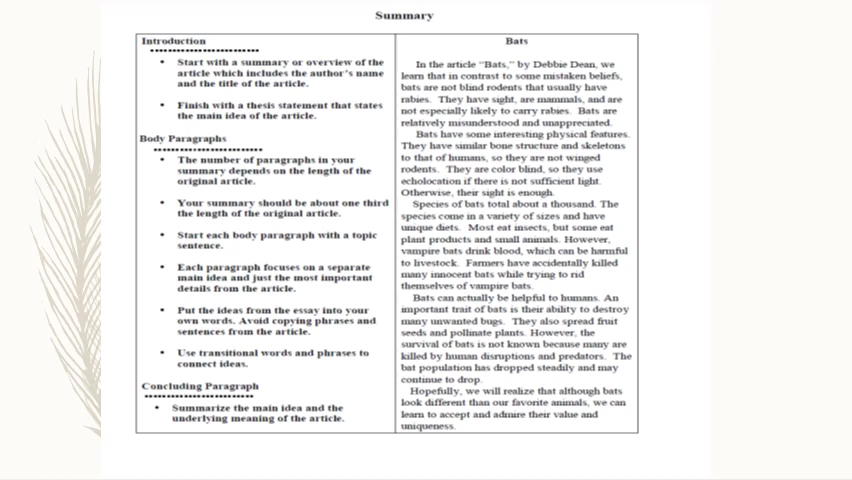 Summary
Introduction
• Start with a summary or overview of the
article which includes the author's name
and the title of the article.
• Finish with a thesis statement that states
the main idea of the article.
Body Paragraphs
• The number of paragraphs in your
summary depends on the length of the
original article.
• Your summary should be about one third
the length of the original article.
• Start each body paragraph with a topic
sentence.
• Each paragraph focuses on a separate
main idea and just the most important
details from the article.
• Put the ideas from the essay into your
own words. Avoid copying phrases and
sentences from the article.
• Use transitional words and phrases to
connect ideas.
Concluding Paragraph
• Summarize the main idea and the
underlying meaning of the article.
Bats
In the article “Bats,” by Debbie Dean, we
learn that in contrast to some mistaken beliefs,
bats are not blind rodents that usually have
rabies. They have sight, are mammals, and are
not especially likely to carry rabies. Bats are
relatively misunderstood and unappreciated.
Bats have some interesting physical features.
They have similar bone structure and skeletons
to that of humans, so they are not winged
rodents. They are color blind, so they use
echolocation if there is not sufficient light.
Otherwise, their sight is enough.
Species of bats total about a thousand. The
species come in a variety of sizes and have
unique diets. Most eat insects, but some eat
plant products and small animals. However,
vampire bats drink blood, which can be harmful
to livestock. Farmers have accidentally killed
many innocent bats while trying to rid
themselves of vampire bats.
Bats can actually be helpful to humans. An
important trait of bats is their ability to destroy
many unwanted bugs. They also spread fruit
seeds and pollinate plants. However, the
survival of bats is not known because many are
killed by human disruptions and predators. The
bat population has dropped steadily and may
continue to drop.
Hopefully, we will realize that although bats
look different than our favorite animals, we can
learn to accept and admire their value and
uniqueness.